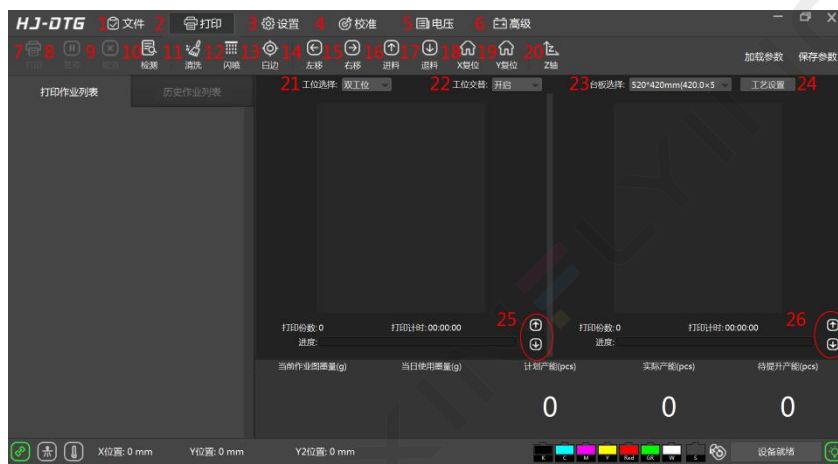 HJ-DTG 1 文件 2 打印 3 设置 4 校准 5 电压 6 高级
7 打印 8 暂停 9 取消 10 检测 11 清洗 12 闪喷 13 白边 14 左移 15 右移 16 进料 17 退料 18 X复位 19 Y复位 20 Z轴 加载参数 保存参数
打印作业列表 历史作业列表 21 工位选择: 双工位 22 工位交替: 开启 23 台板选择: 520*420mm(420.0×5 工艺设置 24
打印份数: 0 打印计时: 00:00:00 25 打印份数: 0 打印计时: 00:00:00 26
进度: 进度:
当前作业图墨量(g) 当日使用墨量(g) 计划产能(pcs) 实际产能(pcs) 待提升产能(pcs)
0 0 0
X位置: 0 mm Y位置: 0 mm Y2位置: 0 mm K C M Y Red GR W S 设备就绪